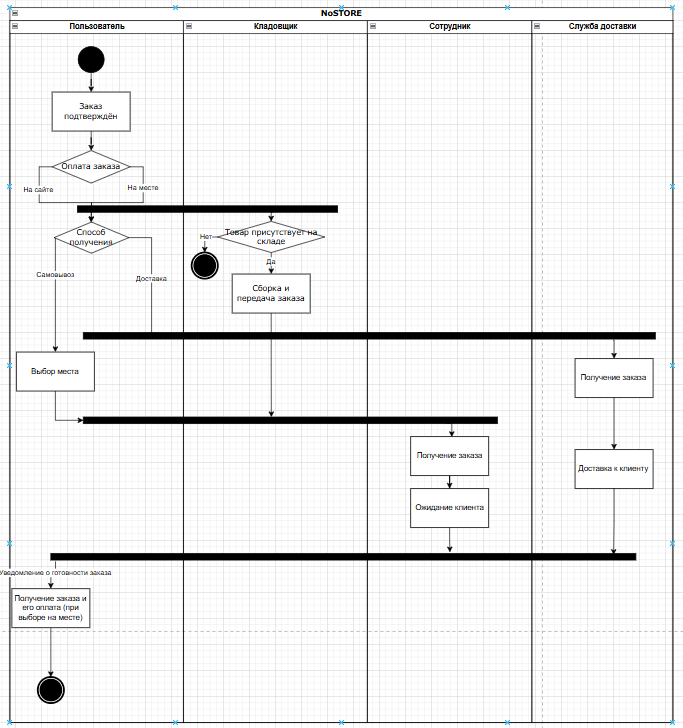 NoSTORE
Пользователь
Кладовщик
Сотрудник
Служба доставки
Заказ
подтверждён
Оплата заказа
На сайте
На месте
Способ
получения
Товар присутствует на
складе
Нет
Да
Самовывоз
Доставка
Сборка и
передача заказа
Выбор места
Получение заказа
Получение заказа
Доставка к клиенту
Ожидание клиента
Уведомление о готовности заказа
Получение заказа и
его оплата (при
выборе на месте)